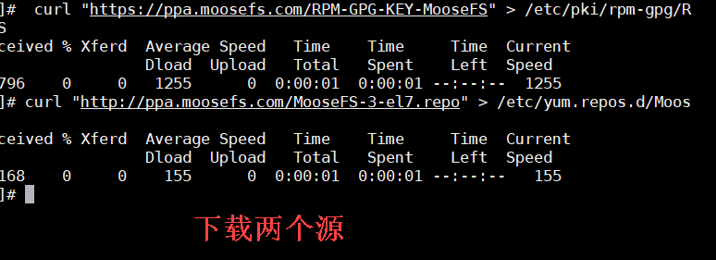 ]#  curl "https://ppa.moosefs.com/RPM-GPG-KEY-MooseFS" > /etc/pki/rpm-gpg/R
S
ceived % Xferd  Average Speed   Time    Time     Time  Current
Dload  Upload   Total   Spent    Left  Speed
796    0     0   1255      0  0:00:01  0:00:01 --:--:--  1255
]# curl "http://ppa.moosefs.com/MooseFS-3-el7.repo" > /etc/yum.repos.d/Moos
ceived % Xferd  Average Speed   Time    Time     Time  Current
Dload  Upload   Total   Spent    Left  Speed
168    0     0    155      0  0:00:01  0:00:01 --:--:--   155
]#
下载两个源